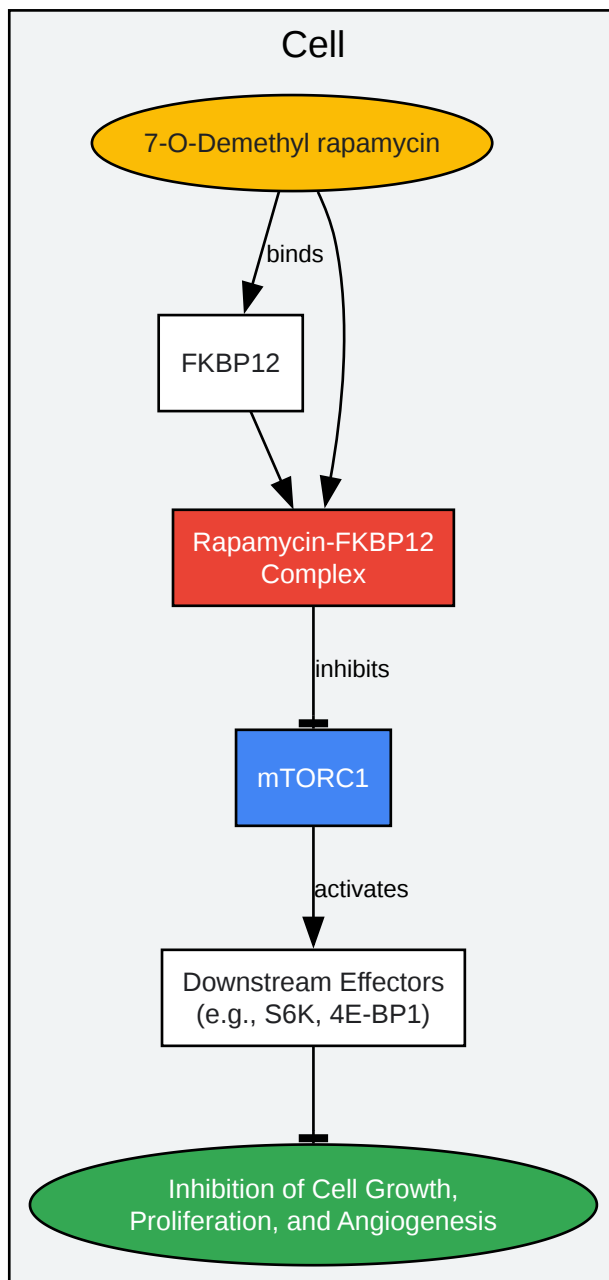 Cell
7-O-Demethyl rapamycin
binds
FKBP12
Rapamycin-FKBP12
Complex
inhibits
mTORC1
activates
Downstream Effectors
(e.g., S6K, 4E-BP1)
Inhibition of Cell Growth,
Proliferation, and Angiogenesis